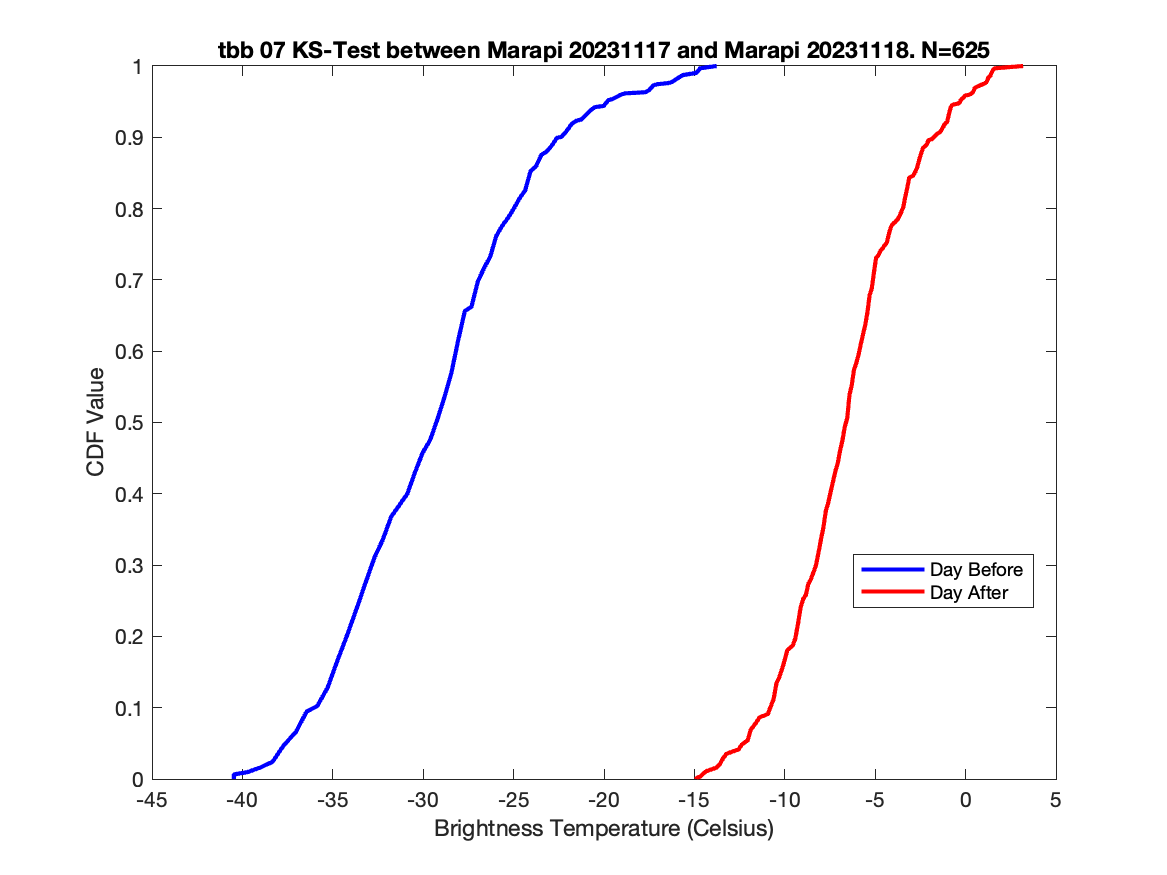 tbb 07 KS-Test between Marapi 20231117 and Marapi 20231118. N=625
1
0.9
0.8
0.7
0.6
0.5
0.4
0.3
0.2
0.1
0
CDF Value
Day Before
Day After
-45 -40 -35 -30 -25 -20 -15 -10 -5 0 5
Brightness Temperature (Celsius)